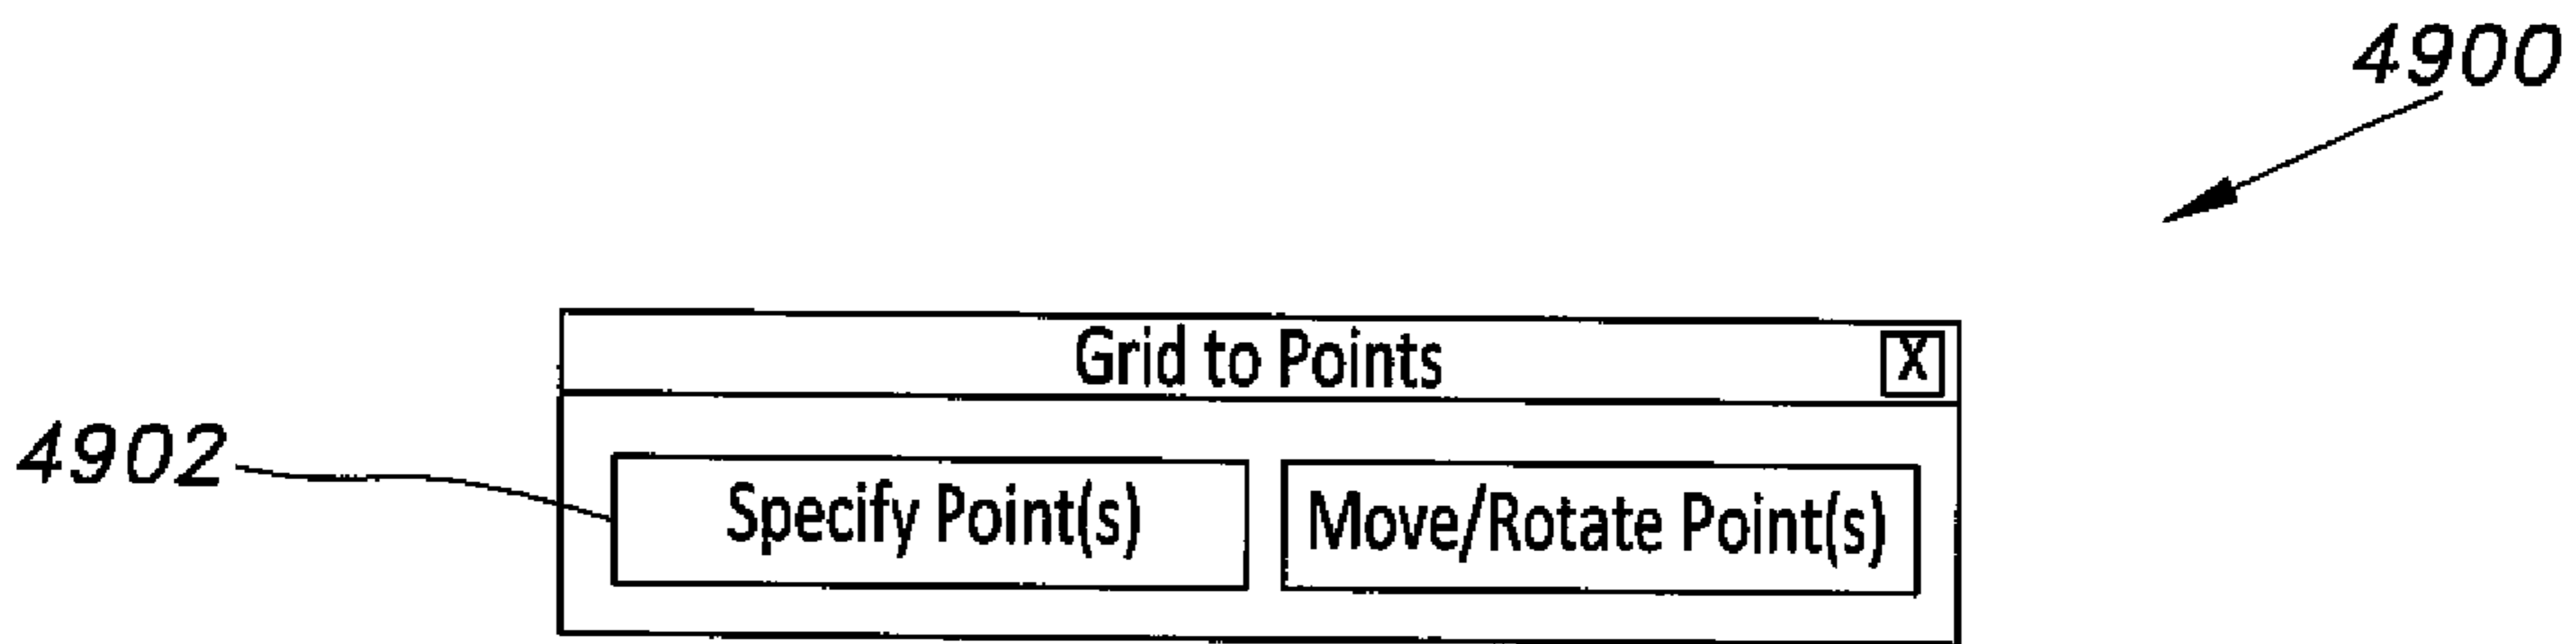 4900
Grid to Points X
4902
Specify Point(s) Move/Rotate Point(s)